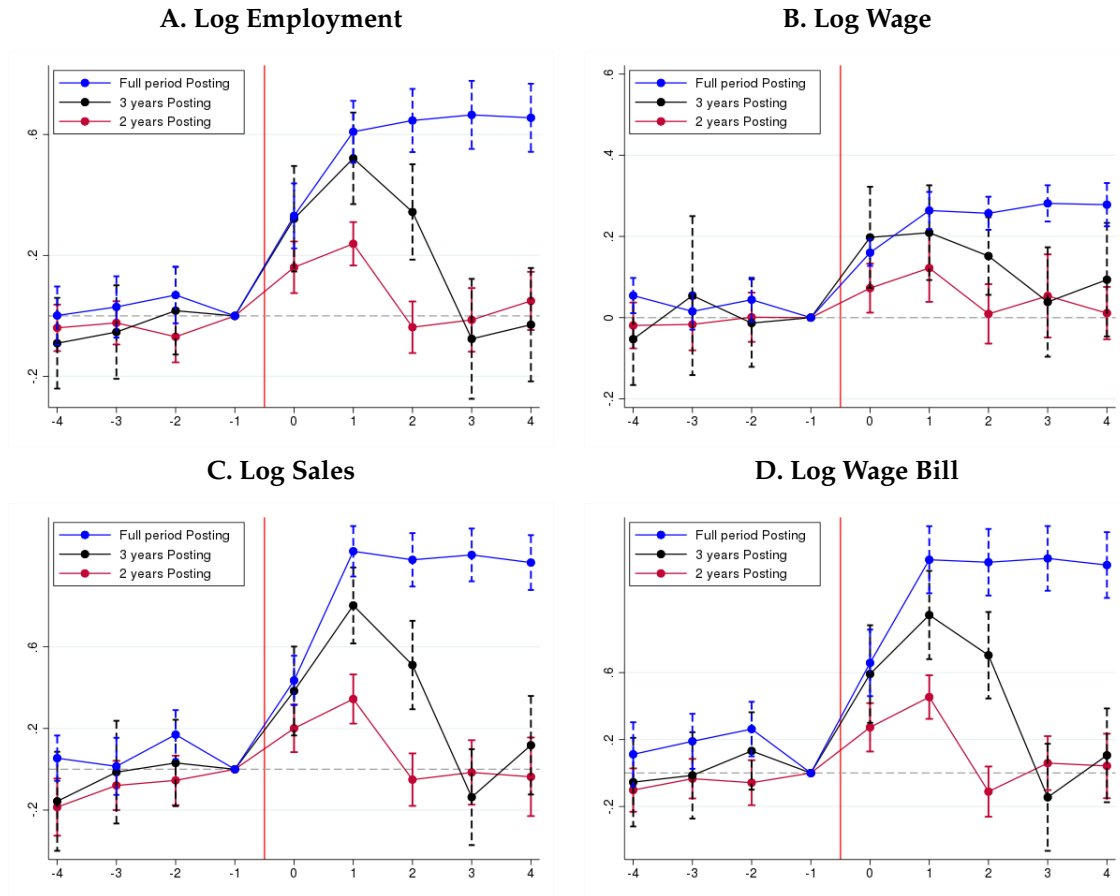 A. Log Employment
Full period Posting
3 years Posting
2 years Posting
.6
.2
-.2
-4 -3 -2 -1 0 1 2 3 4
B. Log Wage
Full period Posting
3 years Posting
2 years Posting
.6
.4
.2
0
-.2
-4 -3 -2 -1 0 1 2 3 4
C. Log Sales
Full period Posting
3 years Posting
2 years Posting
.6
.2
-.2
-4 -3 -2 -1 0 1 2 3 4
D. Log Wage Bill
Full period Posting
3 years Posting
2 years Posting
.6
.2
-.2
-4 -3 -2 -1 0 1 2 3 4